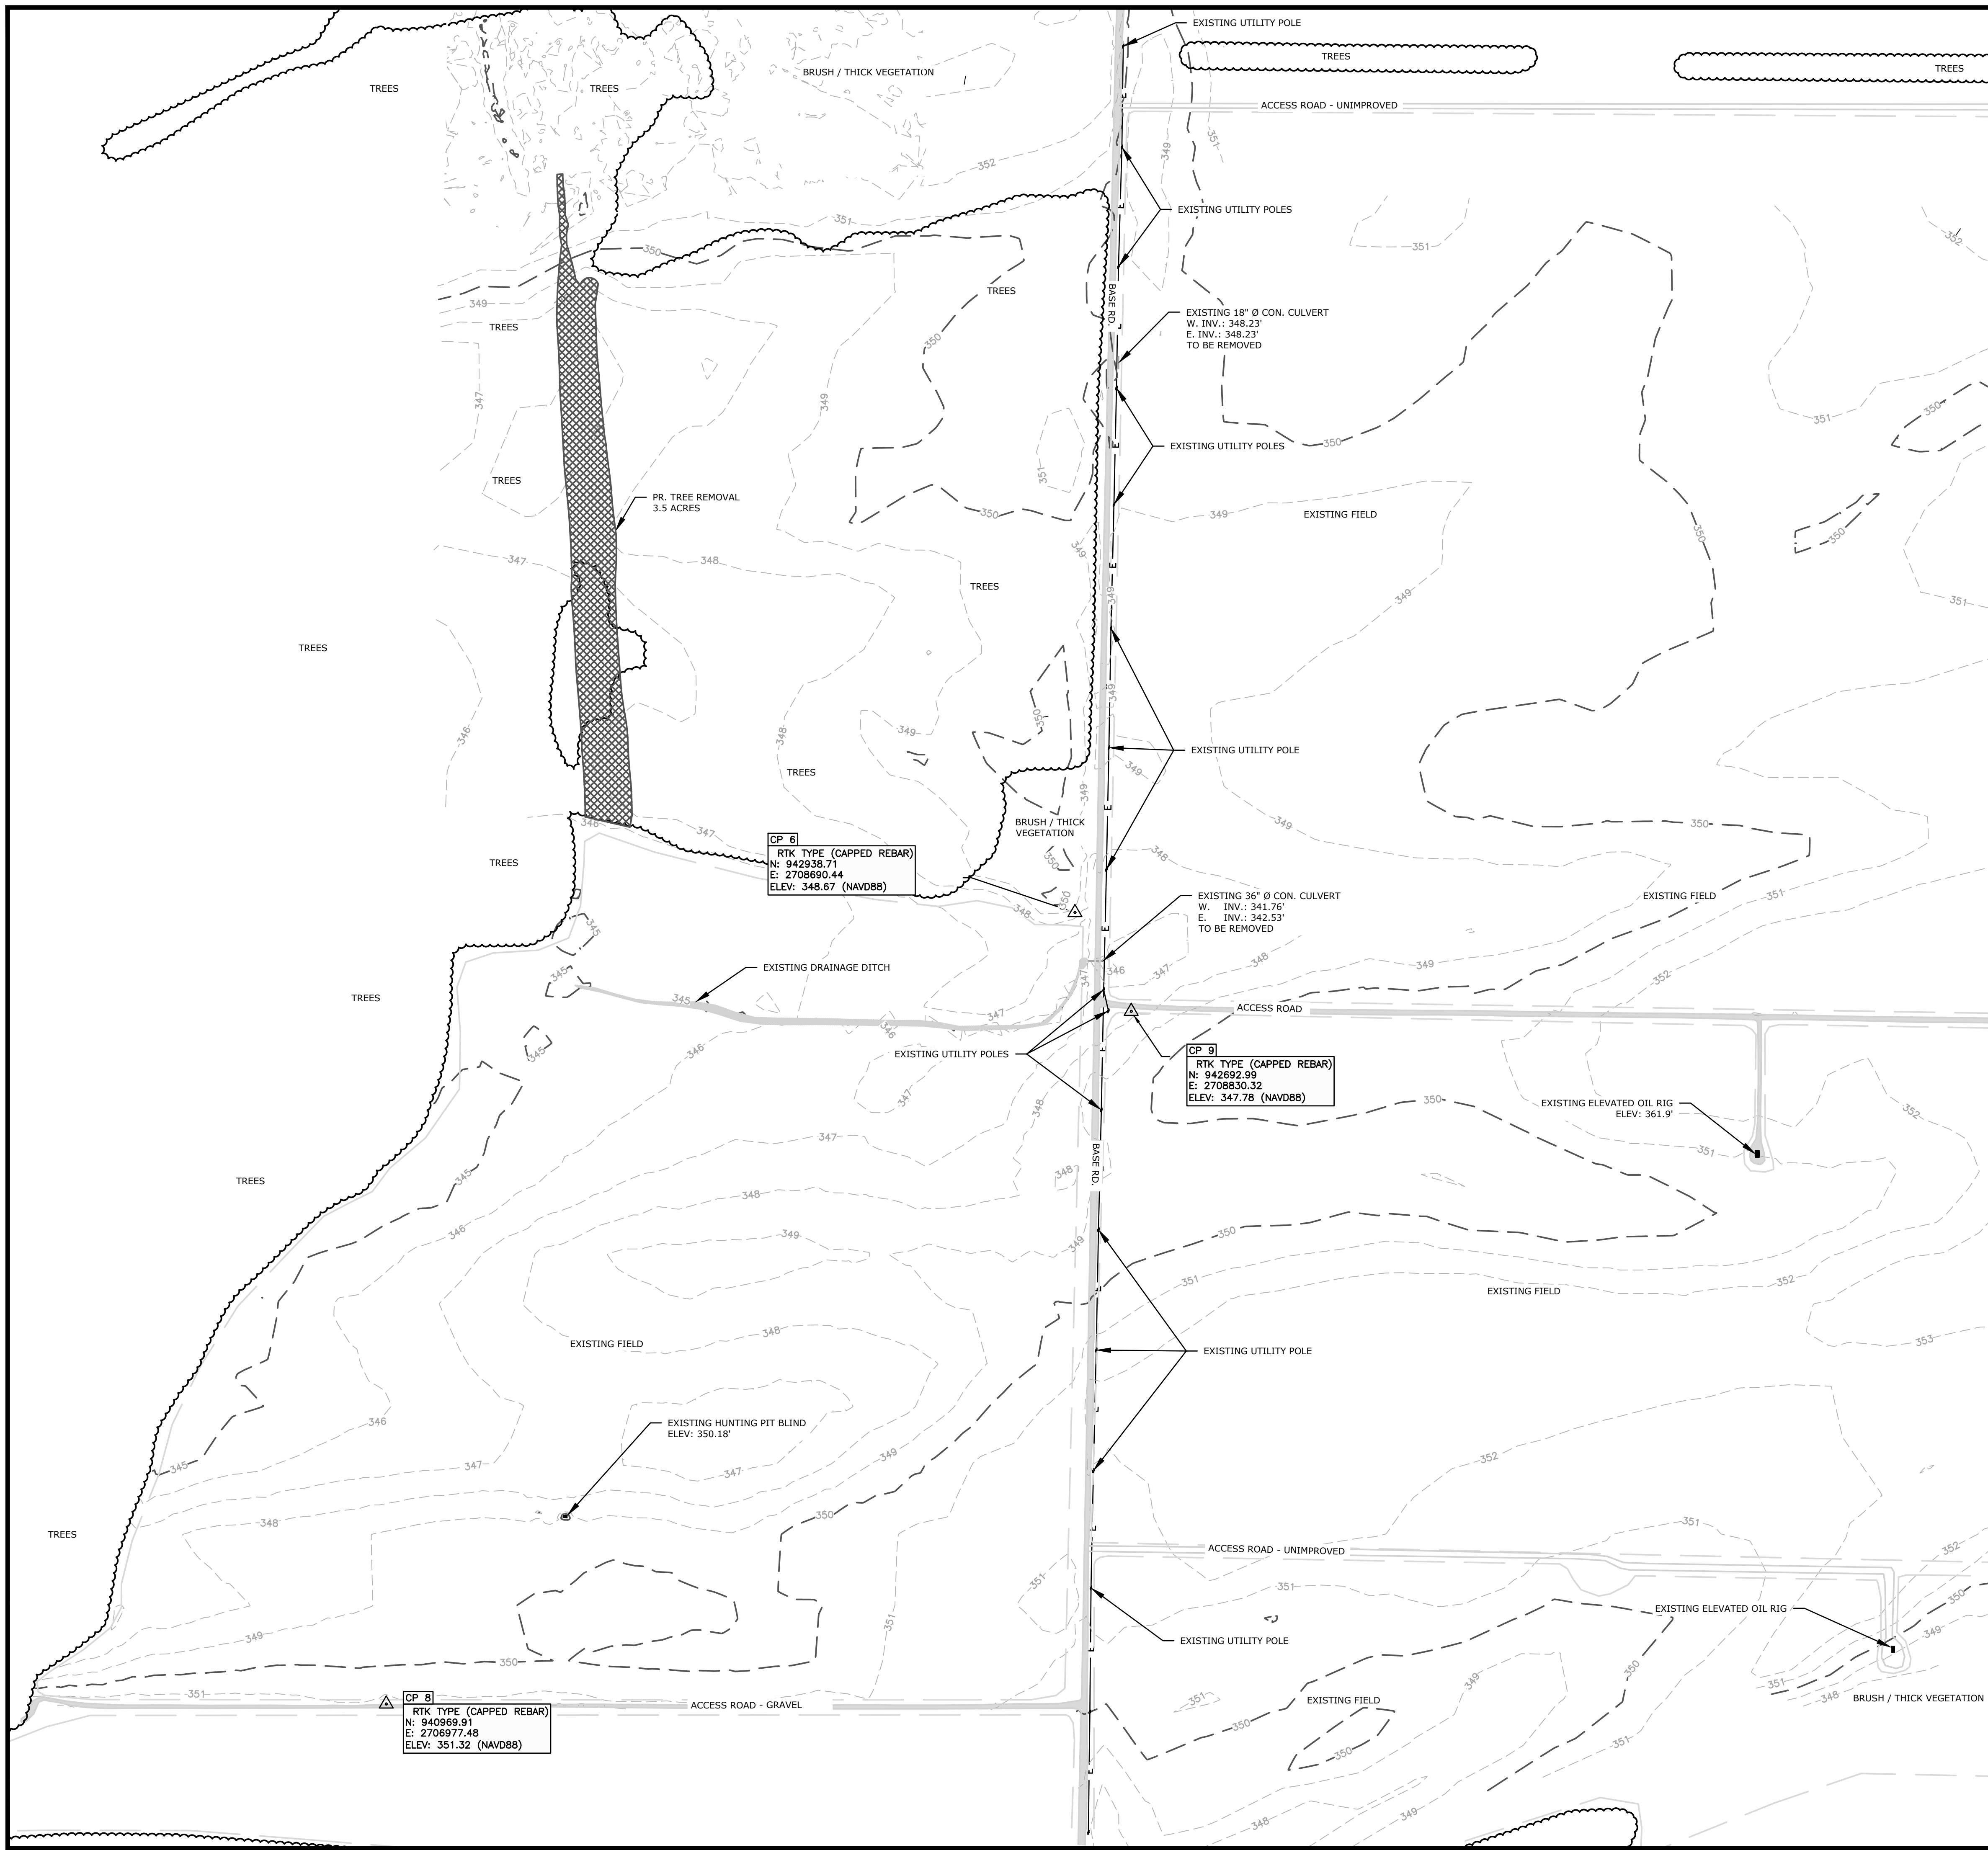 EXISTING UTILITY POLE
TREES
TREES
BRUSH / THICK VEGETATION
TREES
TREES
ACCESS ROAD - UNIMPROVED
349
351
352
EXISTING UTILITY POLES
351
350
351
352
TREES
349
TREES
BASE RD.
EXISTING 18" Ø CON. CULVERT
W. INV.: 348.23'
E. INV.: 348.23'
TO BE REMOVED
350
347
349
350
351
350
EXISTING UTILITY POLES
E
351
TREES
PR. TREE REMOVAL
3.5 ACRES
350
349
EXISTING FIELD
350
350
349
347
348
E
TREES
349
349
351
TREES
349
350
346
348
349
EXISTING UTILITY POLE
349
TREES
349
E
346
347
BRUSH / THICK
VEGETATION
349
350
CP 6
RTK TYPE (CAPPED REBAR)
N: 942938.71
E: 2708690.44
ELEV: 348.67 (NAVD88)
TREES
350
348
350
348
EXISTING 36" Ø CON. CULVERT
W. INV.: 341.76'
E. INV.: 342.53'
TO BE REMOVED
EXISTING FIELD
351
345
E
EXISTING DRAINAGE DITCH
345
347
346
347
348
349
352
TREES
345
347
346
ACCESS ROAD
345
346
EXISTING UTILITY POLES
E
CP 9
RTK TYPE (CAPPED REBAR)
N: 942692.99
E: 2708830.32
ELEV: 347.78 (NAVD88)
347
348
350
EXISTING ELEVATED OIL RIG
ELEV: 361.9'
352
347
BASE RD.
351
TREES
345
348
348
346
349
349
350
351
352
EXISTING FIELD
EXISTING FIELD
348
353
EXISTING UTILITY POLE
EXISTING HUNTING PIT BLIND
ELEV: 350.18'
346
349
352
345
347
347
348
350
351
TREES
ACCESS ROAD - UNIMPROVED
352
351
351
350
EXISTING ELEVATED OIL RIG
351
349
349
EXISTING UTILITY POLE
350
350
349
351
351
351
348
BRUSH / THICK VEGETATION
CP 8
RTK TYPE (CAPPED REBAR)
N: 940969.91
E: 2706977.48
ELEV: 351.32 (NAVD88)
ACCESS ROAD - GRAVEL
EXISTING FIELD
350
350
351
349
348